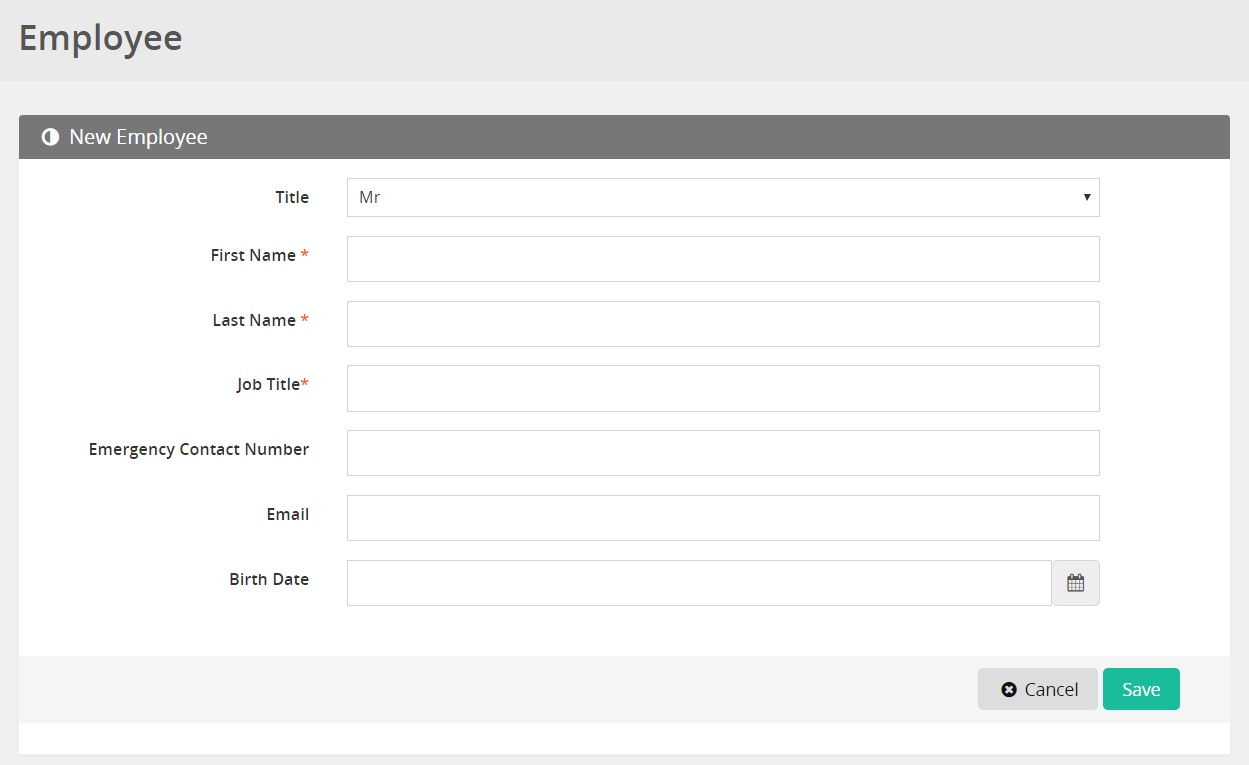 Employee
New Employee
Title Mr
First Name *
Last Name *
Job Title*
Emergency Contact Number
Email
Birth Date
Cancel Save